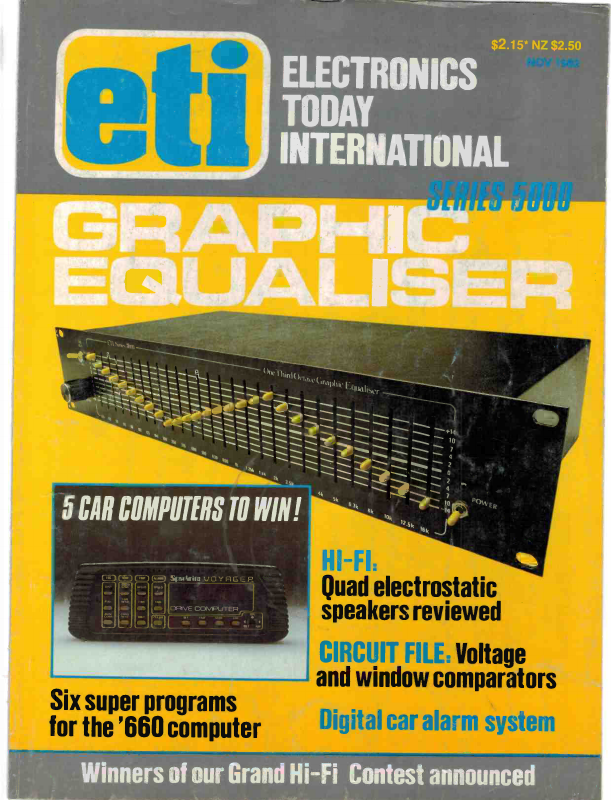 $2.15* NZ $2.50
eti
ELECTRONICS
TODAY
INTERNATIONAL
SERIES 5000
GRAPHIC
EQUALISER
One Third Octave Graphic Equaliser
POWER
5 CAR COMPUTERS TO WIN!
VOYAGER
DRIVE COMPUTER
HI-FI:
Quad electrostatic
speakers reviewed
CIRCUIT FILE: Voltage
and window comparators
Six super programs
for the '660 computer
Digital car alarm system
Winners of our Grand Hi-Fi Contest announced